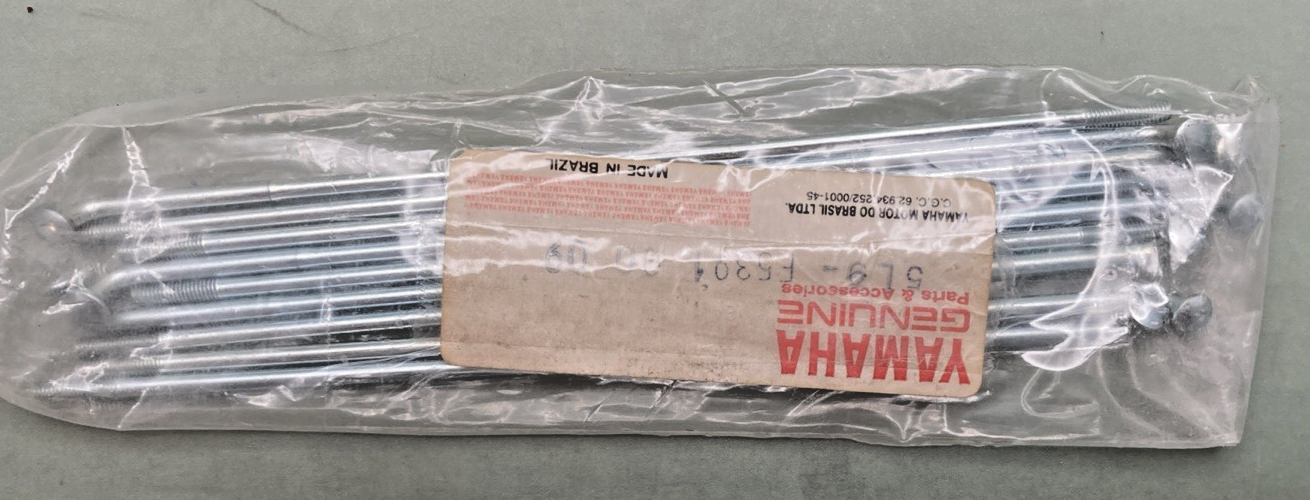 YAMAHA
GENUINE
Parts & Accessories
5L9-F5304 00 09
YAMAHA MOTOR DO BRASIL LTDA.
C.G.C. 62.934.252/0001-45
MADE IN BRAZIL